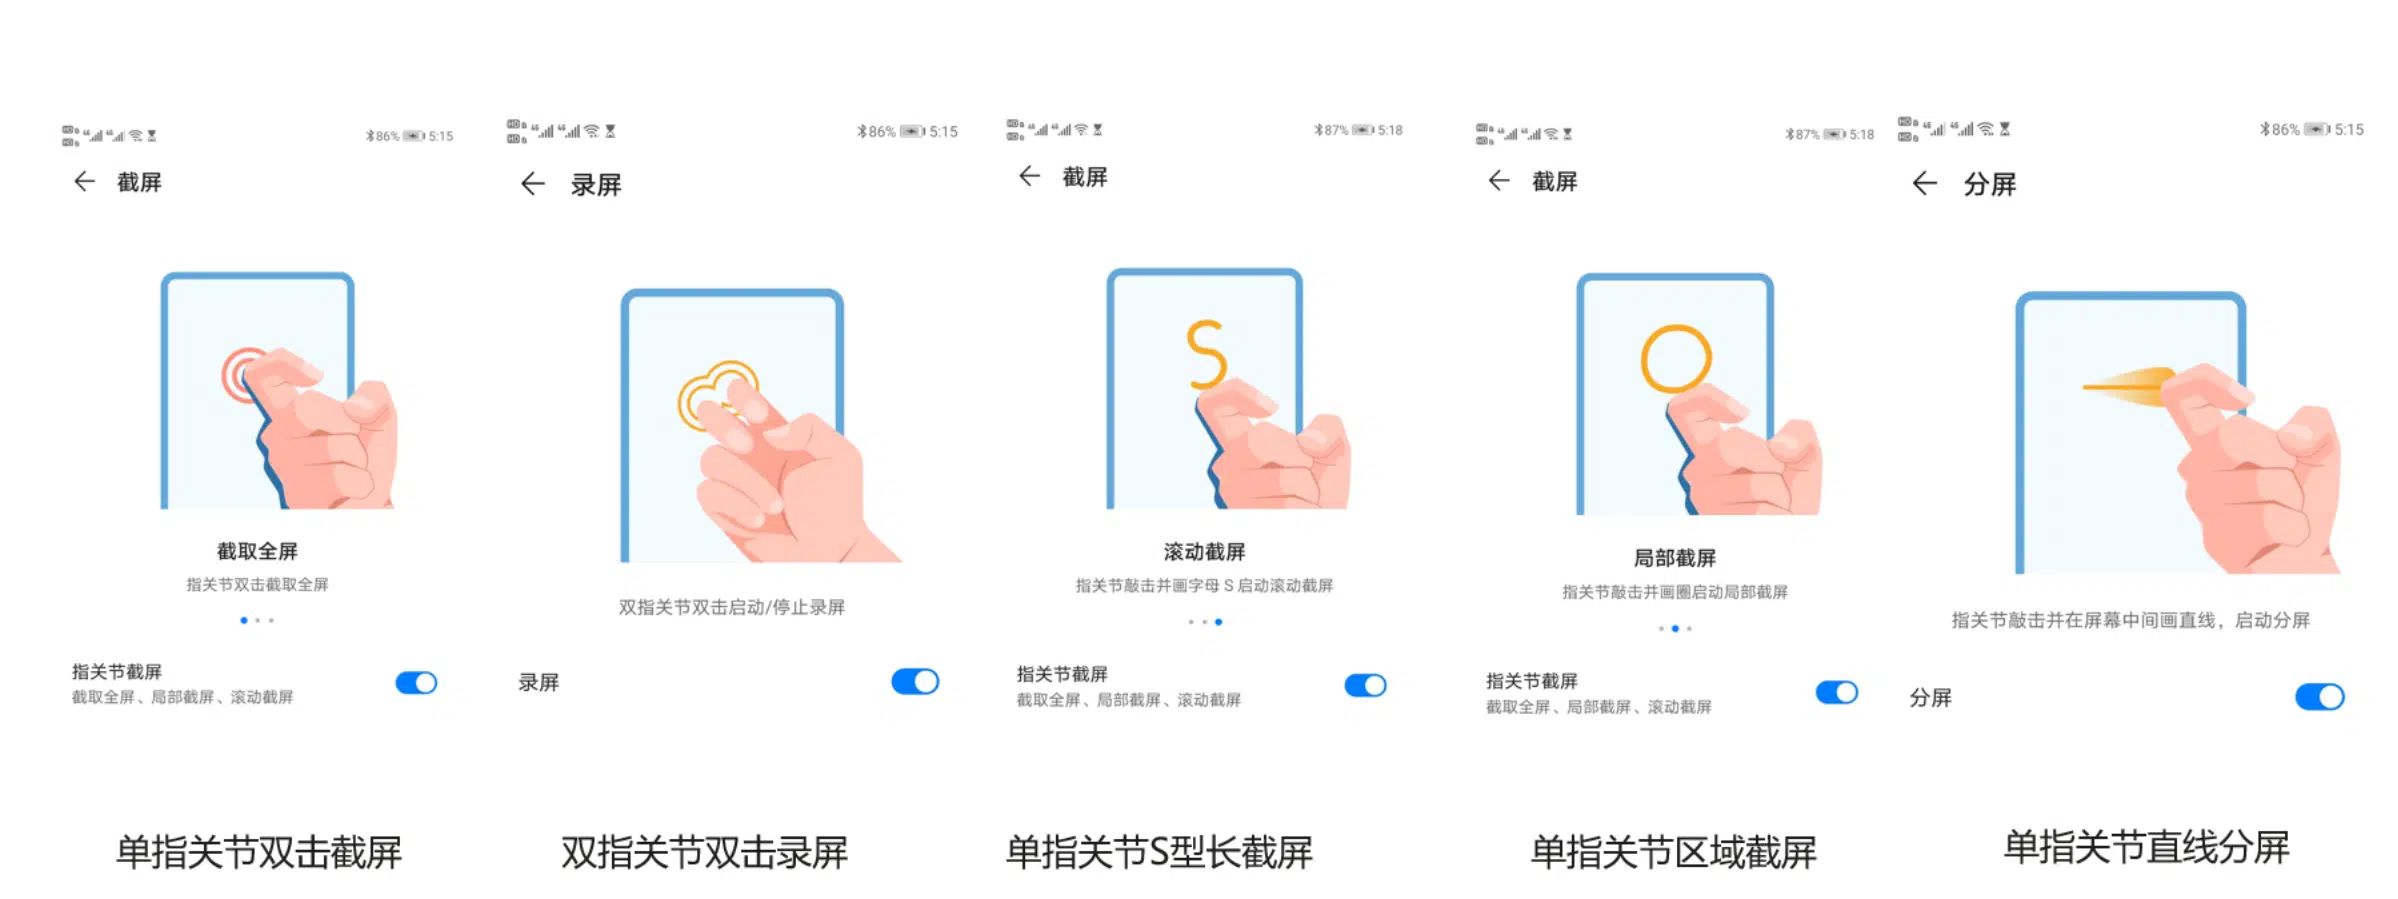 86% 5:15
截屏
截取全屏
指关节双击截取全屏
指关节截屏
截取全屏、局部截屏、滚动截屏
单指关节双击截屏
86% 5:15
录屏
双指关节双击启动/停止录屏
录屏
双指关节双击录屏
87% 5:18
截屏
S
滚动截屏
指关节敲击并画字母 S 启动滚动截屏
指关节截屏
截取全屏、局部截屏、滚动截屏
单指关节S型长截屏
87% 5:18
截屏
局部截屏
指关节敲击并画圈启动局部截屏
指关节截屏
截取全屏、局部截屏、滚动截屏
单指关节区域截屏
86% 5:15
分屏
指关节敲击并在屏幕中间画直线，启动分屏
分屏
单指关节直线分屏